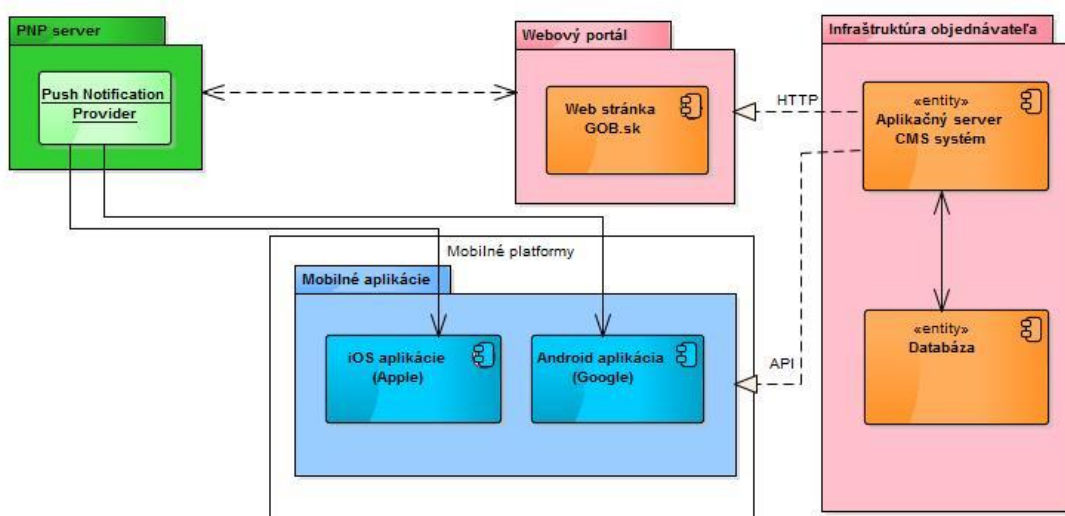 PNP server
Push Notification
Provider
Webový portál
Web stránka
GOB.sk
HTTP
Infraštruktúra objednávateľa
«entity»
Aplikačný server
CMS systém
Mobilné platformy
Mobilné aplikácie
iOS aplikácie
(Apple)
Android aplikácia
(Google)
API
«entity»
Databáza